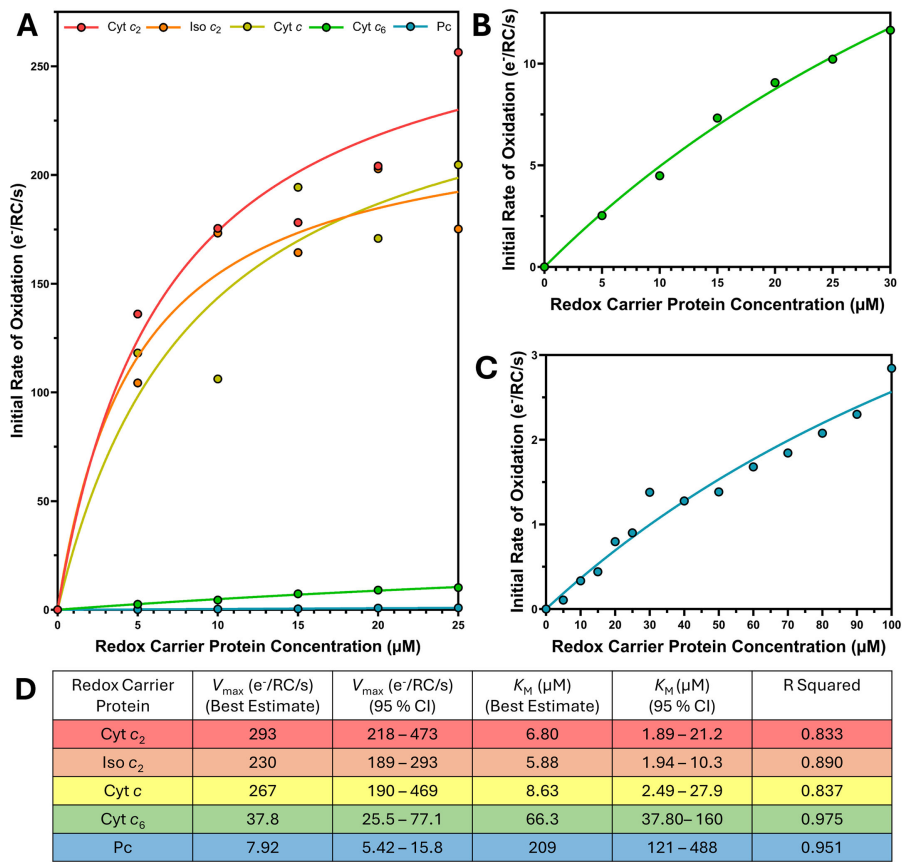 A
Cyt c₂
Iso c₂
Cyt c
Cyt c₆
Pc
Initial Rate of Oxidation (e⁻/RC/s)
250
200
150
100
50
0
0 5 10 15 20 25
Redox Carrier Protein Concentration (µM)
B
Initial Rate of Oxidation (e⁻/RC/s)
10
5
0
0 5 10 15 20 25 30
Redox Carrier Protein Concentration (µM)
C
Initial Rate of Oxidation (e⁻/RC/s)
3
2
1
0
0 10 20 30 40 50 60 70 80 90 100
Redox Carrier Protein Concentration (µM)
D
Redox Carrier Protein | Vmax (e⁻/RC/s) (Best Estimate) | Vmax (e⁻/RC/s) (95 % CI) | KM (µM) (Best Estimate) | KM (µM) (95 % CI) | R Squared
Cyt c₂ | 293 | 218 – 473 | 6.80 | 1.89 – 21.2 | 0.833
Iso c₂ | 230 | 189 – 293 | 5.88 | 1.94 – 10.3 | 0.890
Cyt c | 267 | 190 – 469 | 8.63 | 2.49 – 27.9 | 0.837
Cyt c₆ | 37.8 | 25.5 – 77.1 | 66.3 | 37.80– 160 | 0.975
Pc | 7.92 | 5.42 – 15.8 | 209 | 121 – 488 | 0.951